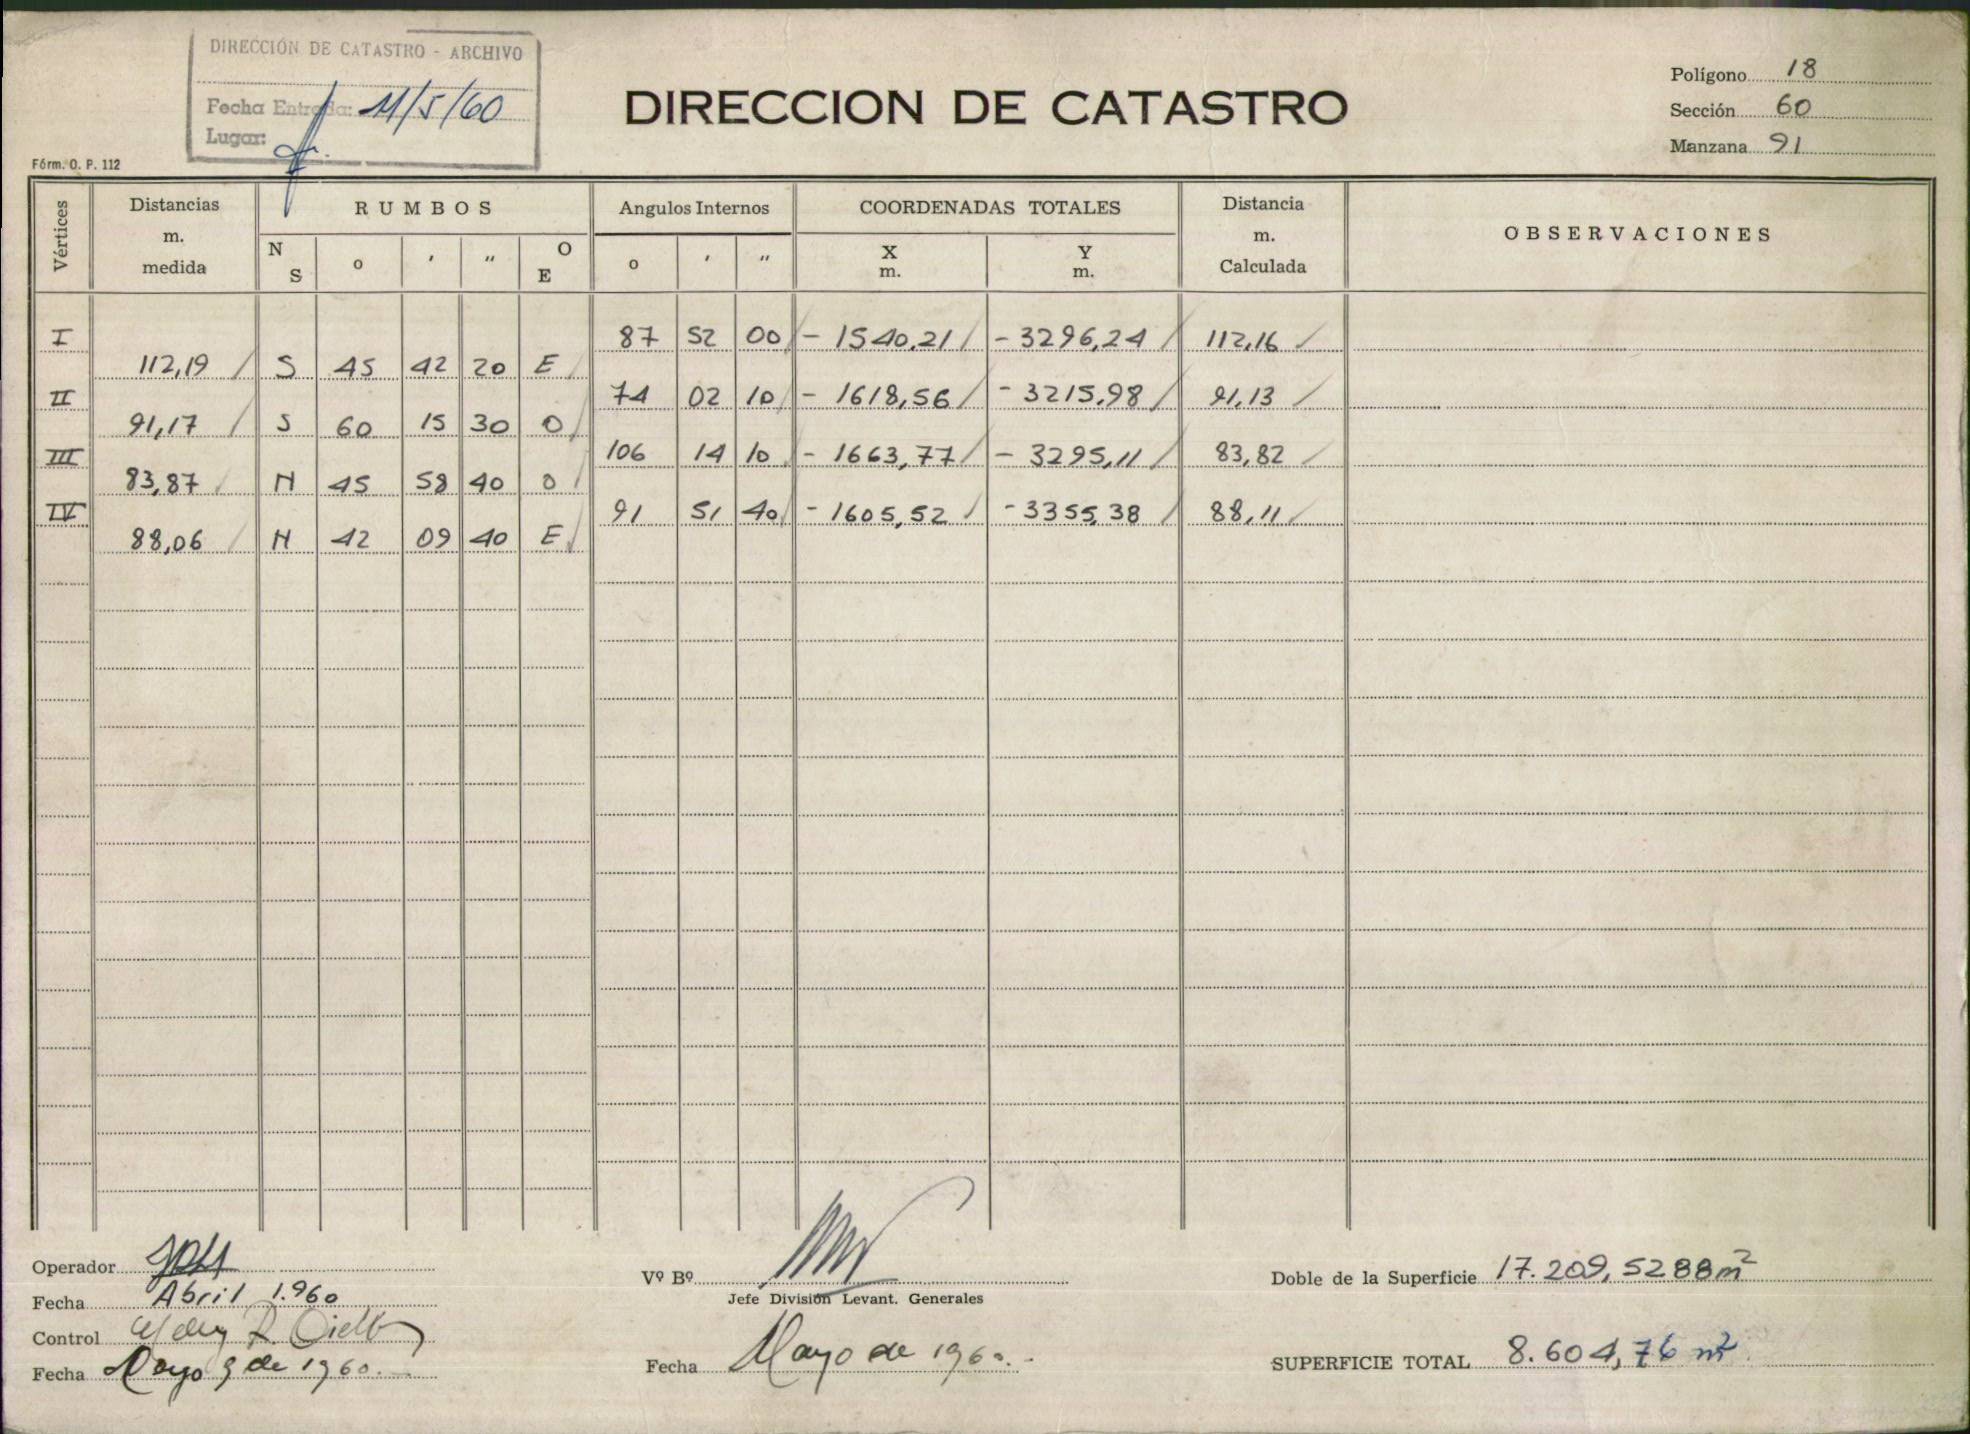 DIRECCIÓN DE CATASTRO - ARCHIVO
Fecha Entrada: 11/5/60
Lugar:
DIRECCION DE CATASTRO
Polígono 18
Sección 60
Manzana 91
Fórm. O. P. 112
Vértices
Distancias m. medida
RUMBOS
Angulos Internos
COORDENADAS TOTALES
Distancia m. Calculada
OBSERVACIONES
N S o ' " O E
o ' "
X m.
Y m.
I 87 52 00 - 1540,21 - 3296,24 112,16
112,19 S 45 42 20 E
II 74 02 10 - 1618,56 - 3215,98 91,13
91,17 S 60 15 30 O
III 106 14 10 - 1663,77 - 3295,11 83,82
83,87 N 45 58 40 O
IV 91 51 40 - 1605,52 - 3355,38 88,11
88,06 N 42 09 40 E
Operador
Fecha Abril 1.960
Control
Fecha Mayo 9 de 1960.
Vº Bº
Jefe División Levant. Generales
Fecha Mayo de 1960.
Doble de la Superficie 17.209,5288 m²
SUPERFICIE TOTAL 8.604,76 m²